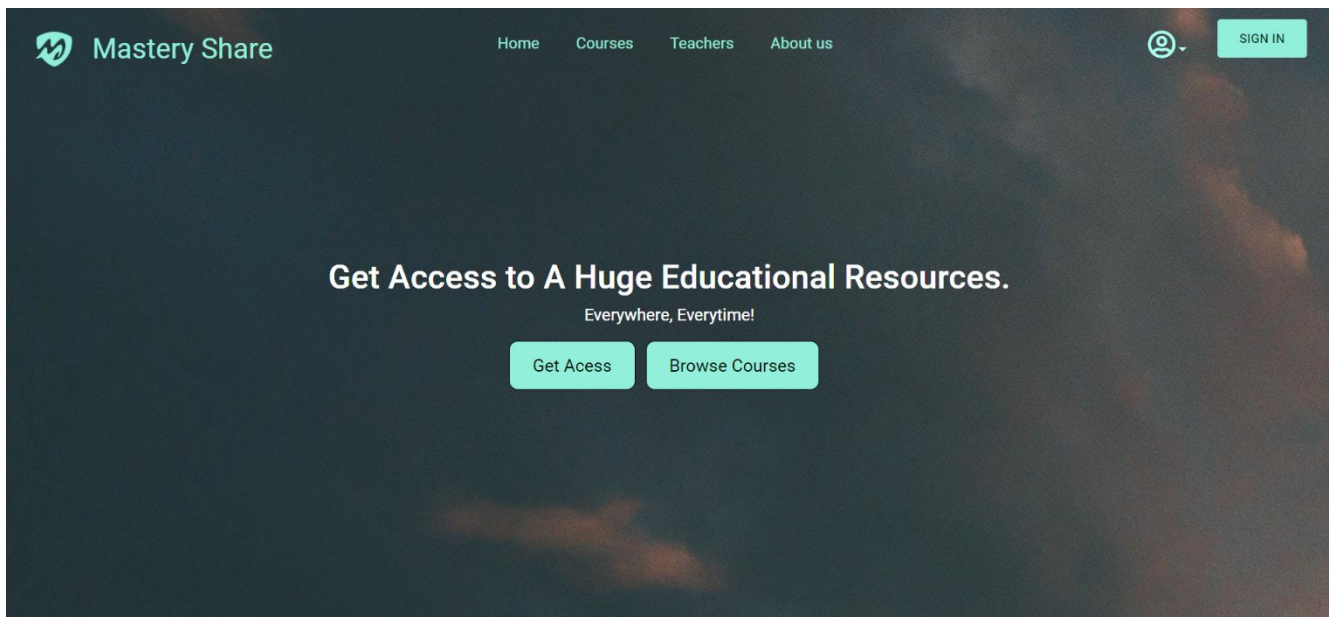 Mastery Share
Home Courses Teachers About us
SIGN IN
Get Access to A Huge Educational Resources.
Everywhere, Everytime!
Get Acess
Browse Courses